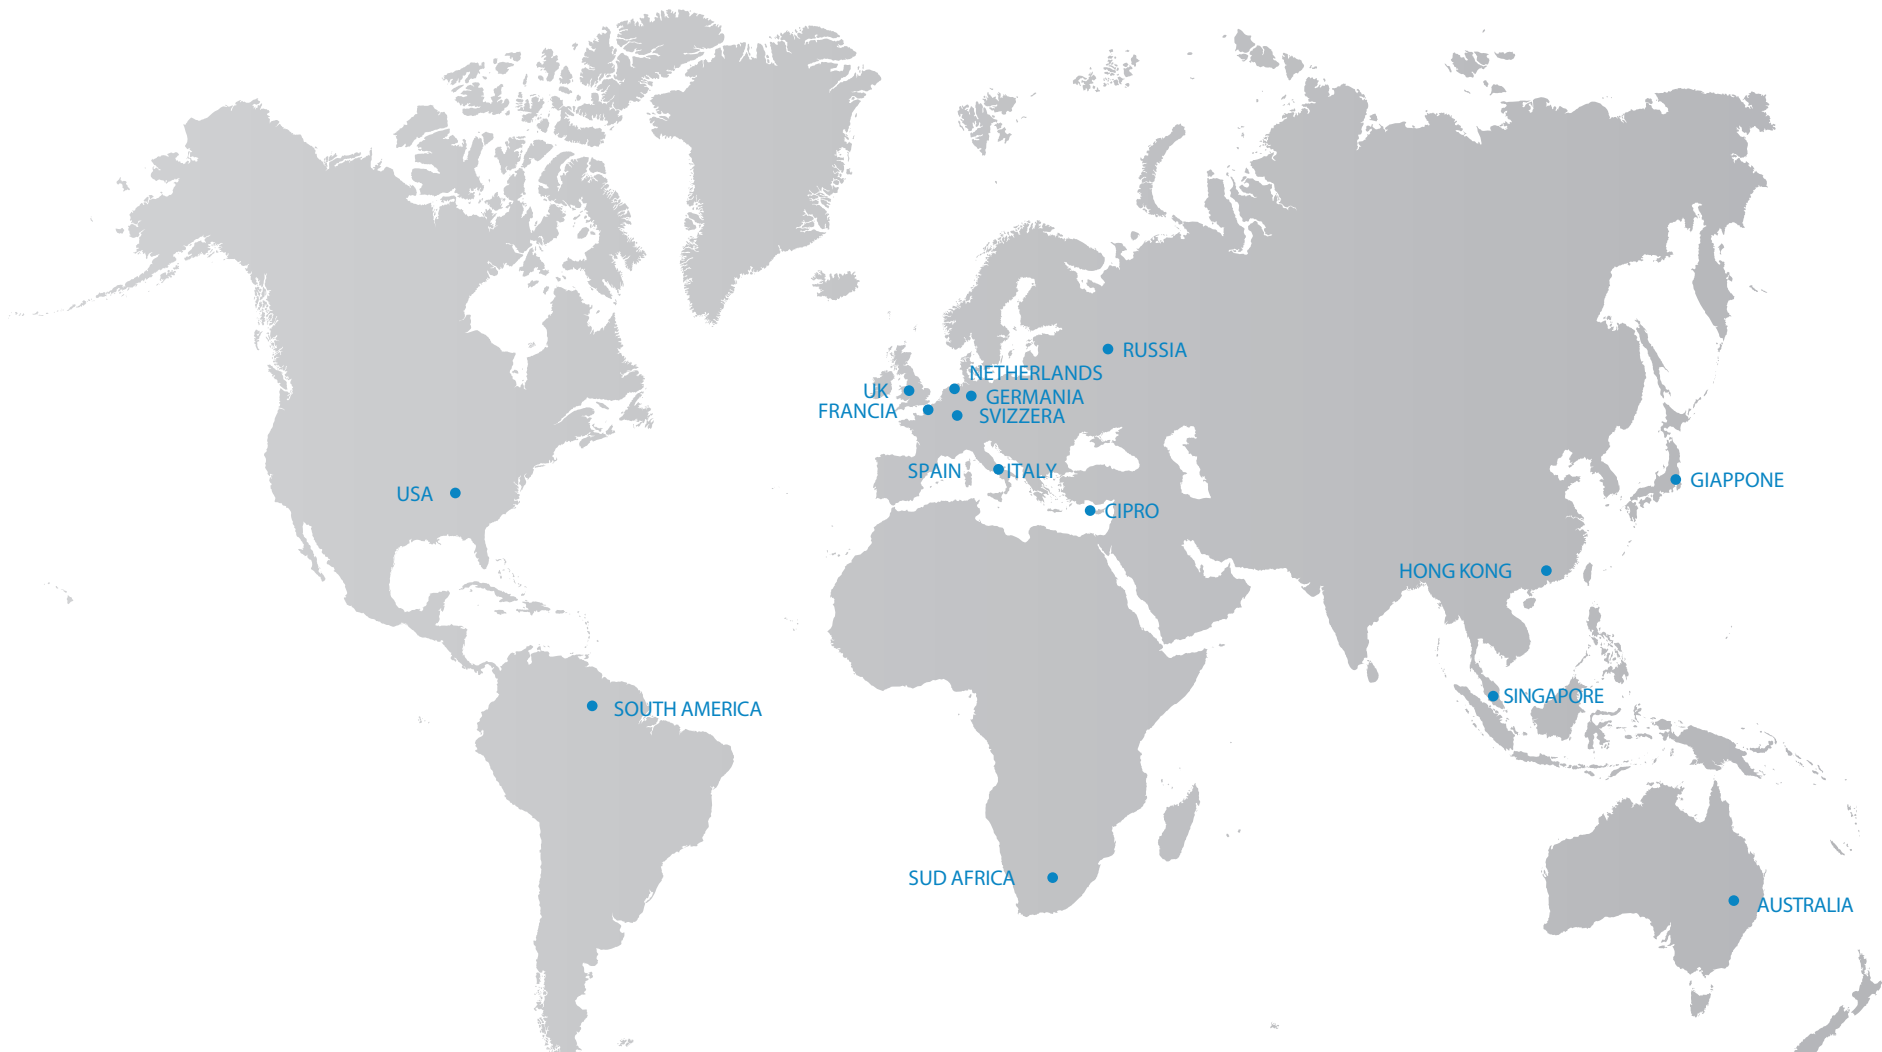 RUSSIA
NETHERLANDS
UK
GERMANIA
FRANCIA
SVIZZERA
SPAIN
ITALY
GIAPPONE
USA
CIPRO
HONG KONG
SINGAPORE
SOUTH AMERICA
SUD AFRICA
AUSTRALIA